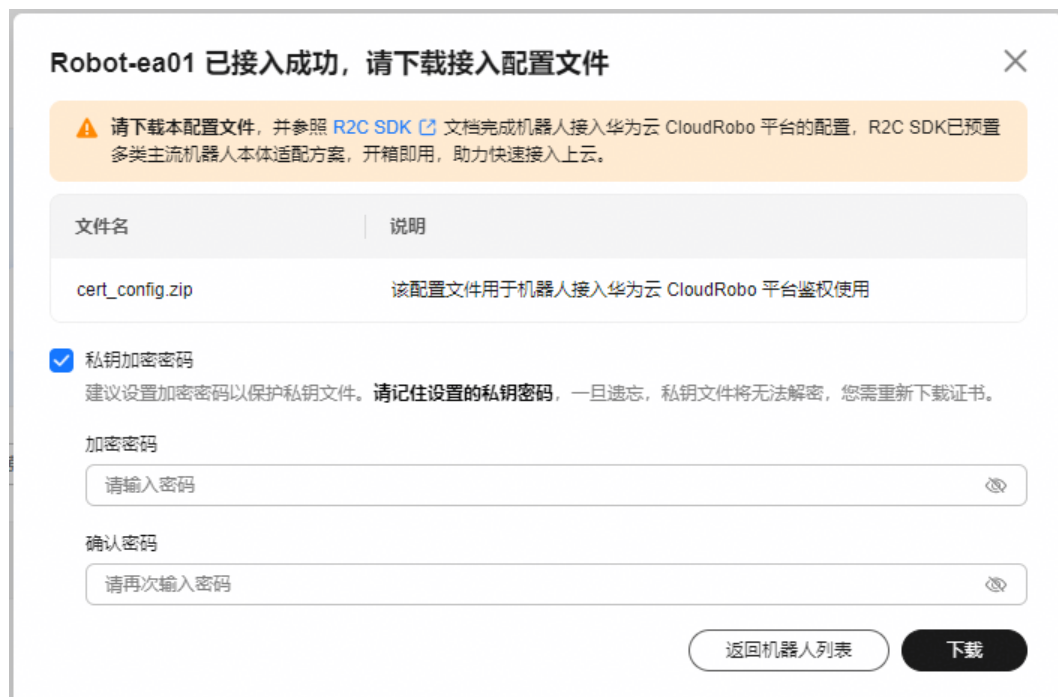 Robot-ea01 已接入成功，请下载接入配置文件
请下载本配置文件，并参照 R2C SDK 文档完成机器人接入华为云 CloudRobo 平台的配置，R2C SDK已预置
多类主流机器人本体适配方案，开箱即用，助力快速接入上云。
文件名 说明
cert_config.zip 该配置文件用于机器人接入华为云 CloudRobo 平台鉴权使用
私钥加密密码
建议设置加密密码以保护私钥文件。请记住设置的私钥密码，一旦遗忘，私钥文件将无法解密，您需重新下载证书。
加密密码
请输入密码
确认密码
请再次输入密码
返回机器人列表 下载